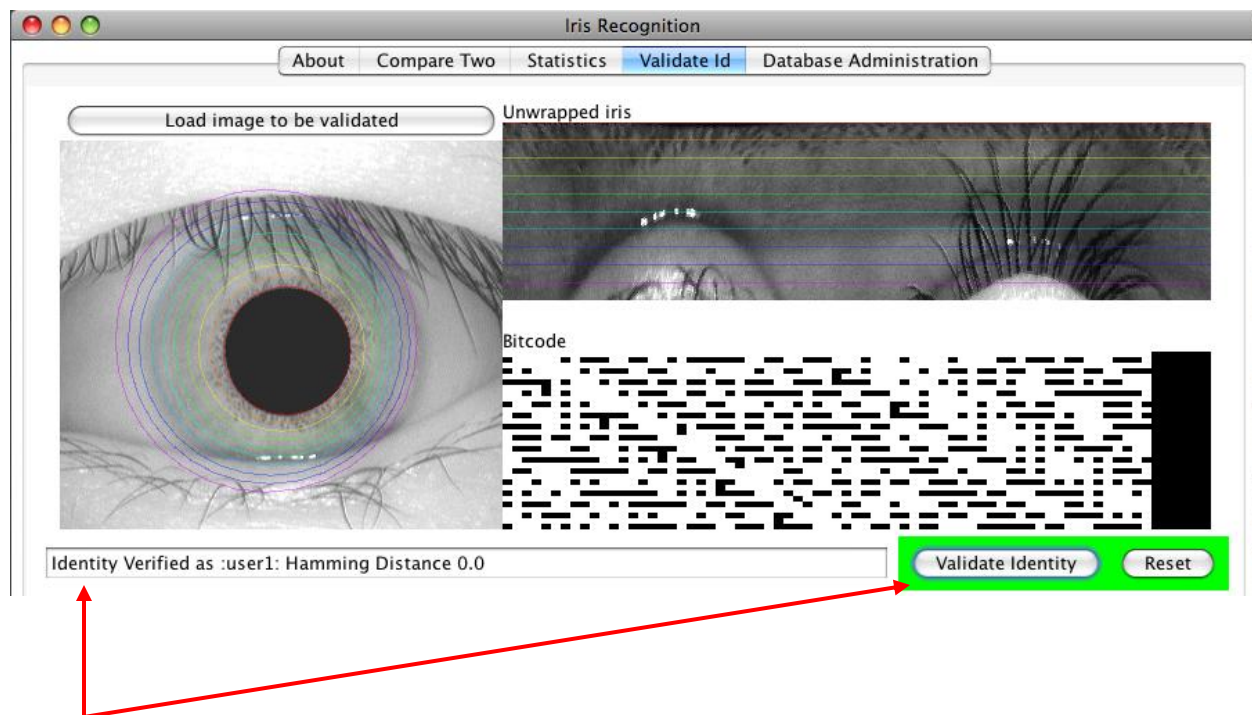 Iris Recognition
About Compare Two Statistics Validate Id Database Administration
Load image to be validated
Unwrapped iris
Bitcode
Identity Verified as :user1: Hamming Distance 0.0
Validate Identity Reset